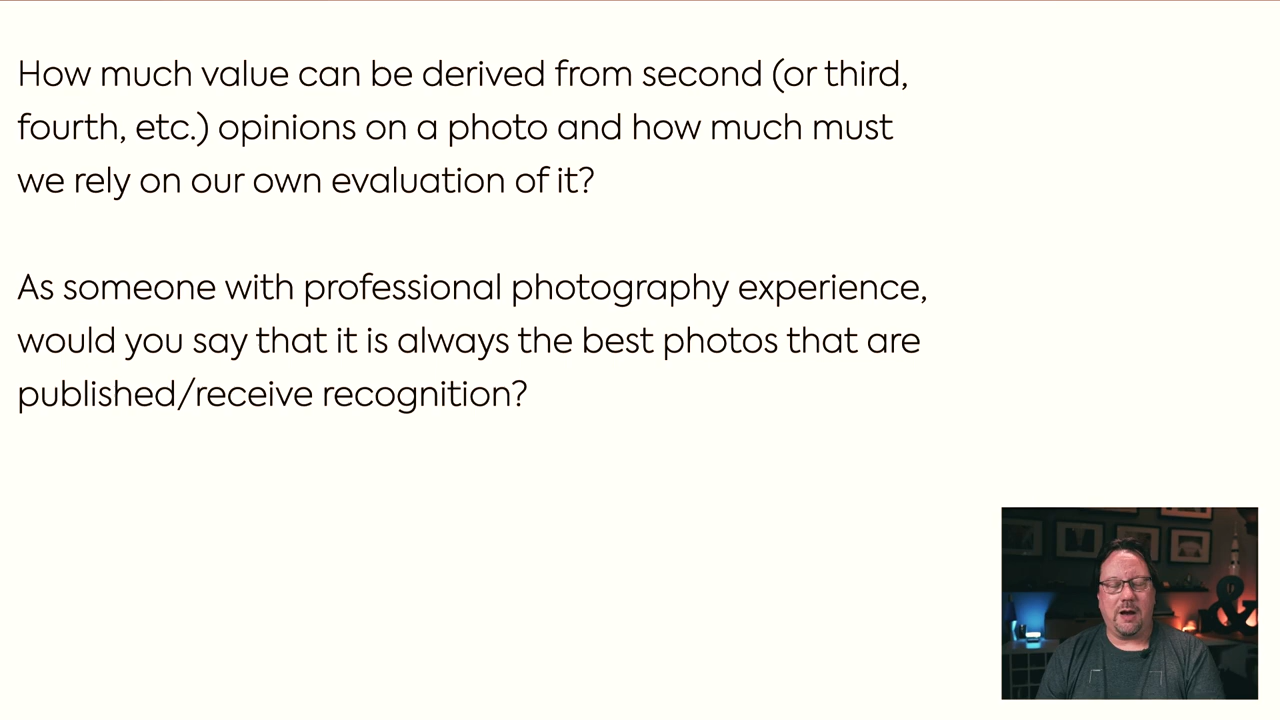 How much value can be derived from second (or third,
fourth, etc.) opinions on a photo and how much must
we rely on our own evaluation of it?
As someone with professional photography experience,
would you say that it is always the best photos that are
published/receive recognition?
&